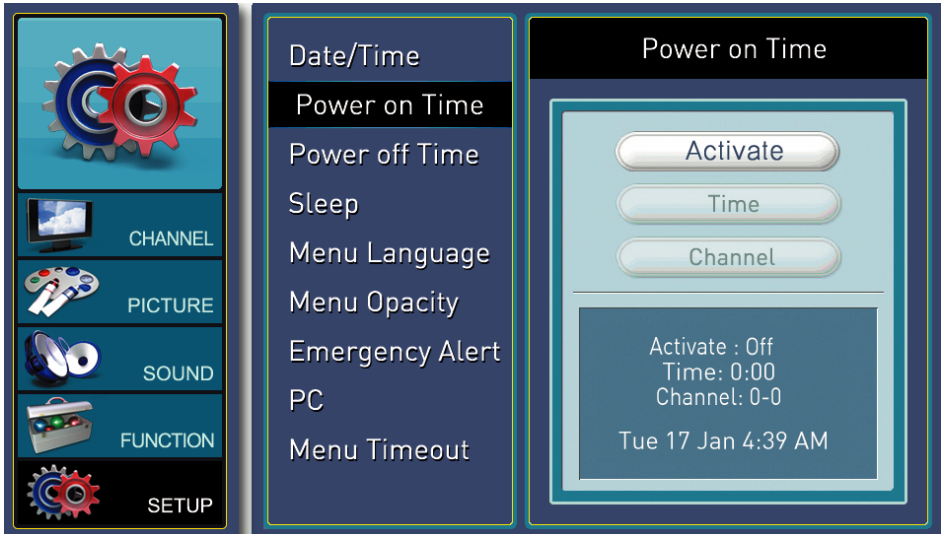 CHANNEL
PICTURE
SOUND
FUNCTION
SETUP
Date/Time
Power on Time
Power off Time
Sleep
Menu Language
Menu Opacity
Emergency Alert
PC
Menu Timeout
Power on Time
Activate
Time
Channel
Activate : Off
Time: 0:00
Channel: 0-0
Tue 17 Jan 4:39 AM